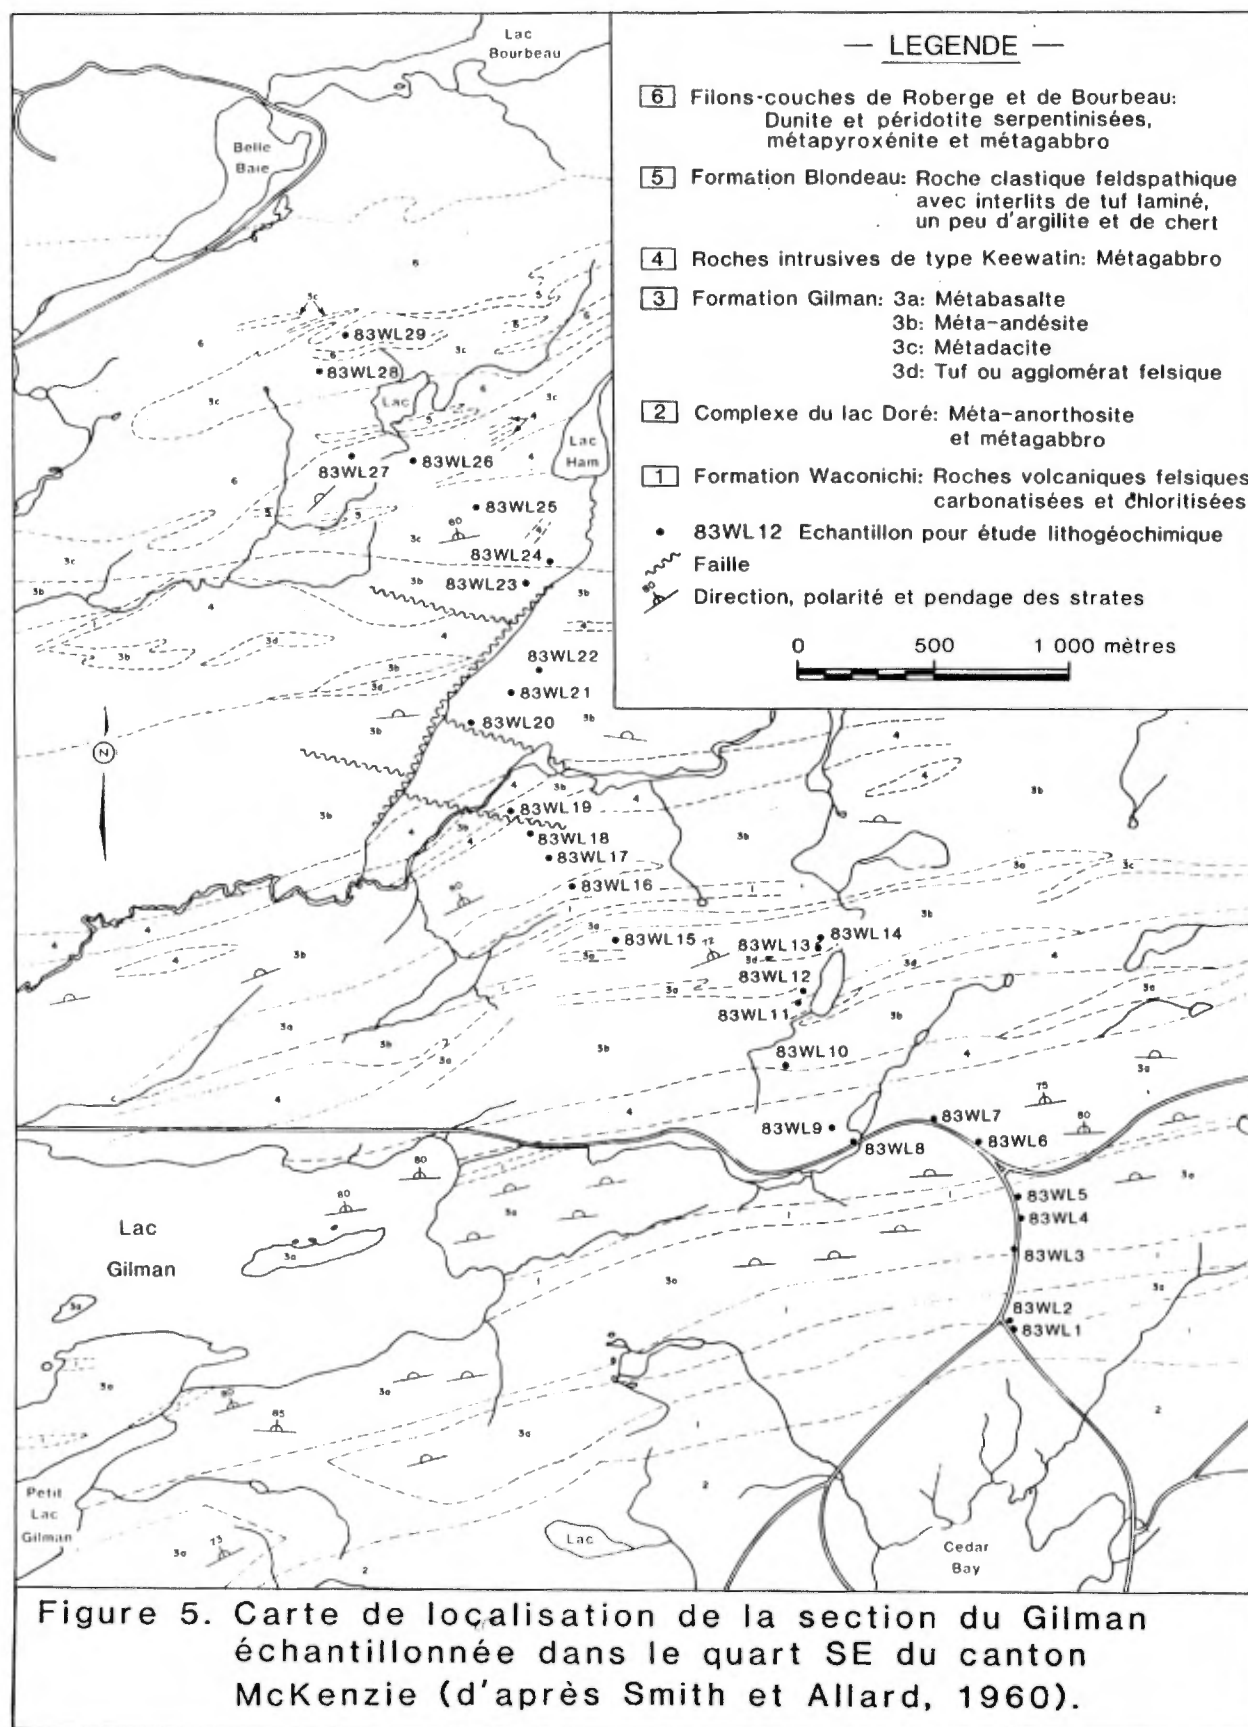 Lac
Bourbeau
Belle
Baie
— LEGENDE —
6 Filons-couches de Roberge et de Bourbeau:
Dunite et péridotite serpentinisées,
métapyroxénite et métagabbro
5 Formation Blondeau: Roche clastique feldspathique
avec interlits de tuf laminé,
un peu d'argilite et de chert
4 Roches intrusives de type Keewatin: Métagabbro
3 Formation Gilman: 3a: Métabasalte
3b: Méta-andésite
3c: Métadacite
3d: Tuf ou agglomérat felsique
2 Complexe du lac Doré: Méta-anorthosite
et métagabbro
1 Formation Waconichi: Roches volcaniques felsiques
carbonatisées et chloritisées
• 83WL12 Echantillon pour étude lithogéochimique
Faille
80 Direction, polarité et pendage des strates
0 500 1 000 mètres
83WL29
83WL28
Lac
Lac
Ham
83WL27
83WL26
83WL25
83WL24
83WL23
83WL22
83WL21
83WL20
N
83WL19
83WL18
83WL17
83WL16
83WL15
83WL14
83WL13
83WL12
83WL11
83WL10
83WL9
83WL8
83WL7
83WL6
83WL5
83WL4
83WL3
83WL2
83WL1
Lac
Gilman
Petit
Lac
Gilman
Lac
Cedar
Bay
Figure 5. Carte de localisation de la section du Gilman
échantillonnée dans le quart SE du canton
McKenzie (d'après Smith et Allard, 1960).